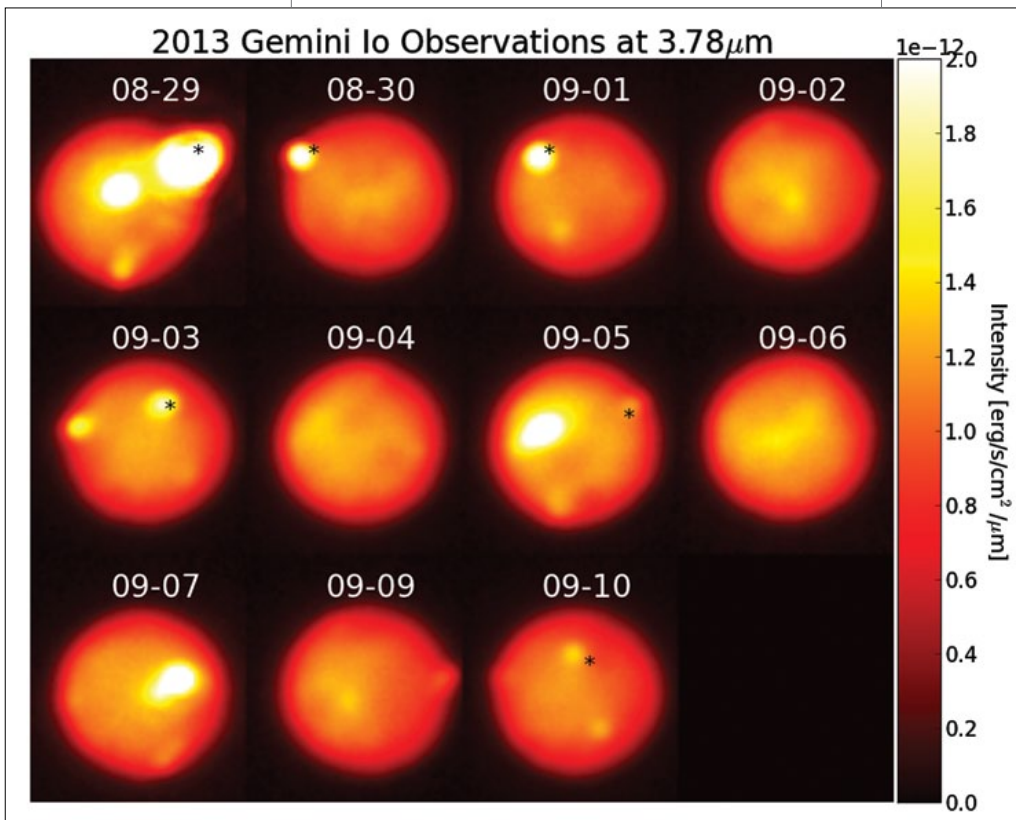 2013 Gemini Io Observations at 3.78μm
1e−12
08-29 08-30 09-01 09-02
* * *
09-03 09-04 09-05 09-06
* *
09-07 09-09 09-10
*
2.0
1.8
1.6
1.4
1.2
1.0
0.8
0.6
0.4
0.2
0.0
Intensity [erg/s/cm² /μm]